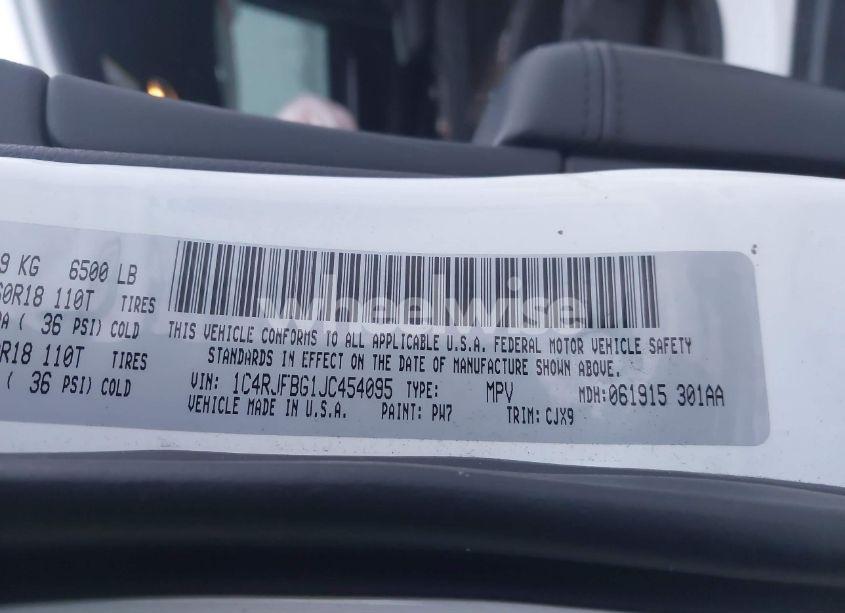 9 KG 6500 LB
60R18 110T TIRES
A ( 36 PSI) COLD
R18 110T TIRES
( 36 PSI) COLD
wheelwise
THIS VEHICLE CONFORMS TO ALL APPLICABLE U.S.A. FEDERAL MOTOR VEHICLE SAFETY
STANDARDS IN EFFECT ON THE DATE OF MANUFACTURE SHOWN ABOVE.
VIN: 1C4RJFBG1JC454095 TYPE: MPV MDH:061915 301AA
VEHICLE MADE IN U.S.A. PAINT: PW7 TRIM: CJX9